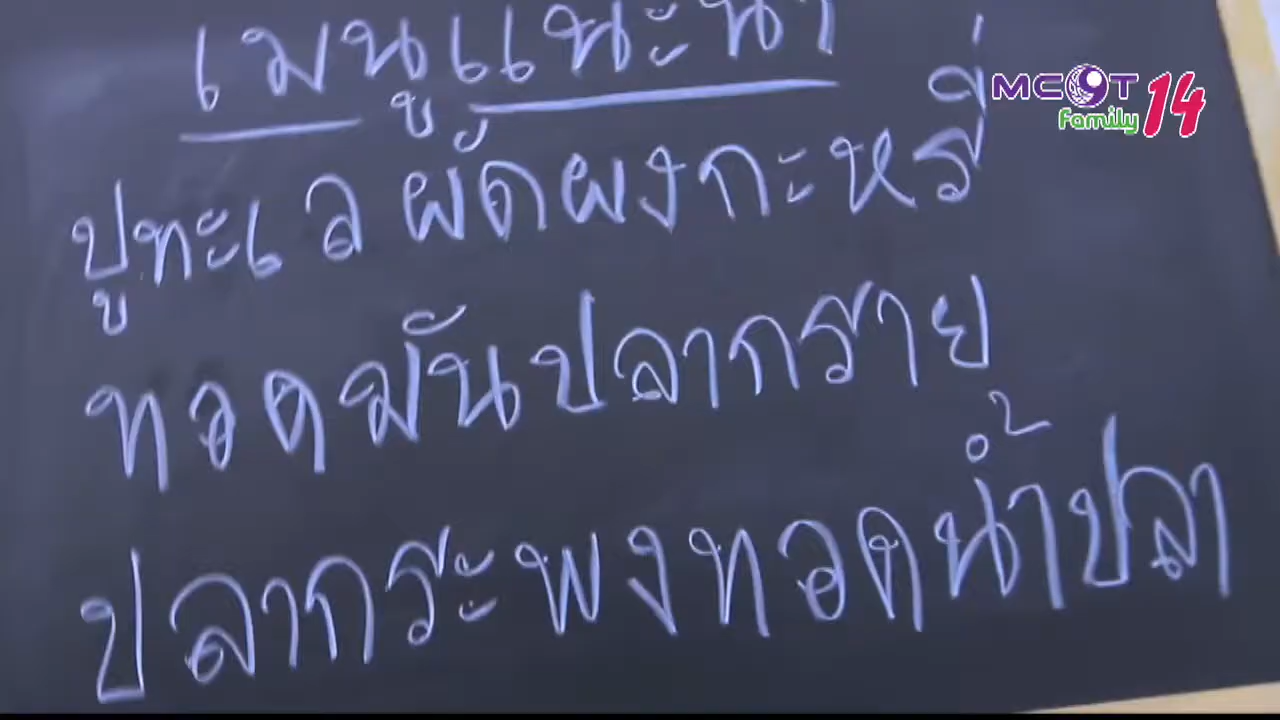 เมนูแนะนำ
ปูทะเลผัดผงกะหรี่
ทอดมันปลากราย
ปลากระพงทอดน้ำปลา
MCOT
family 14